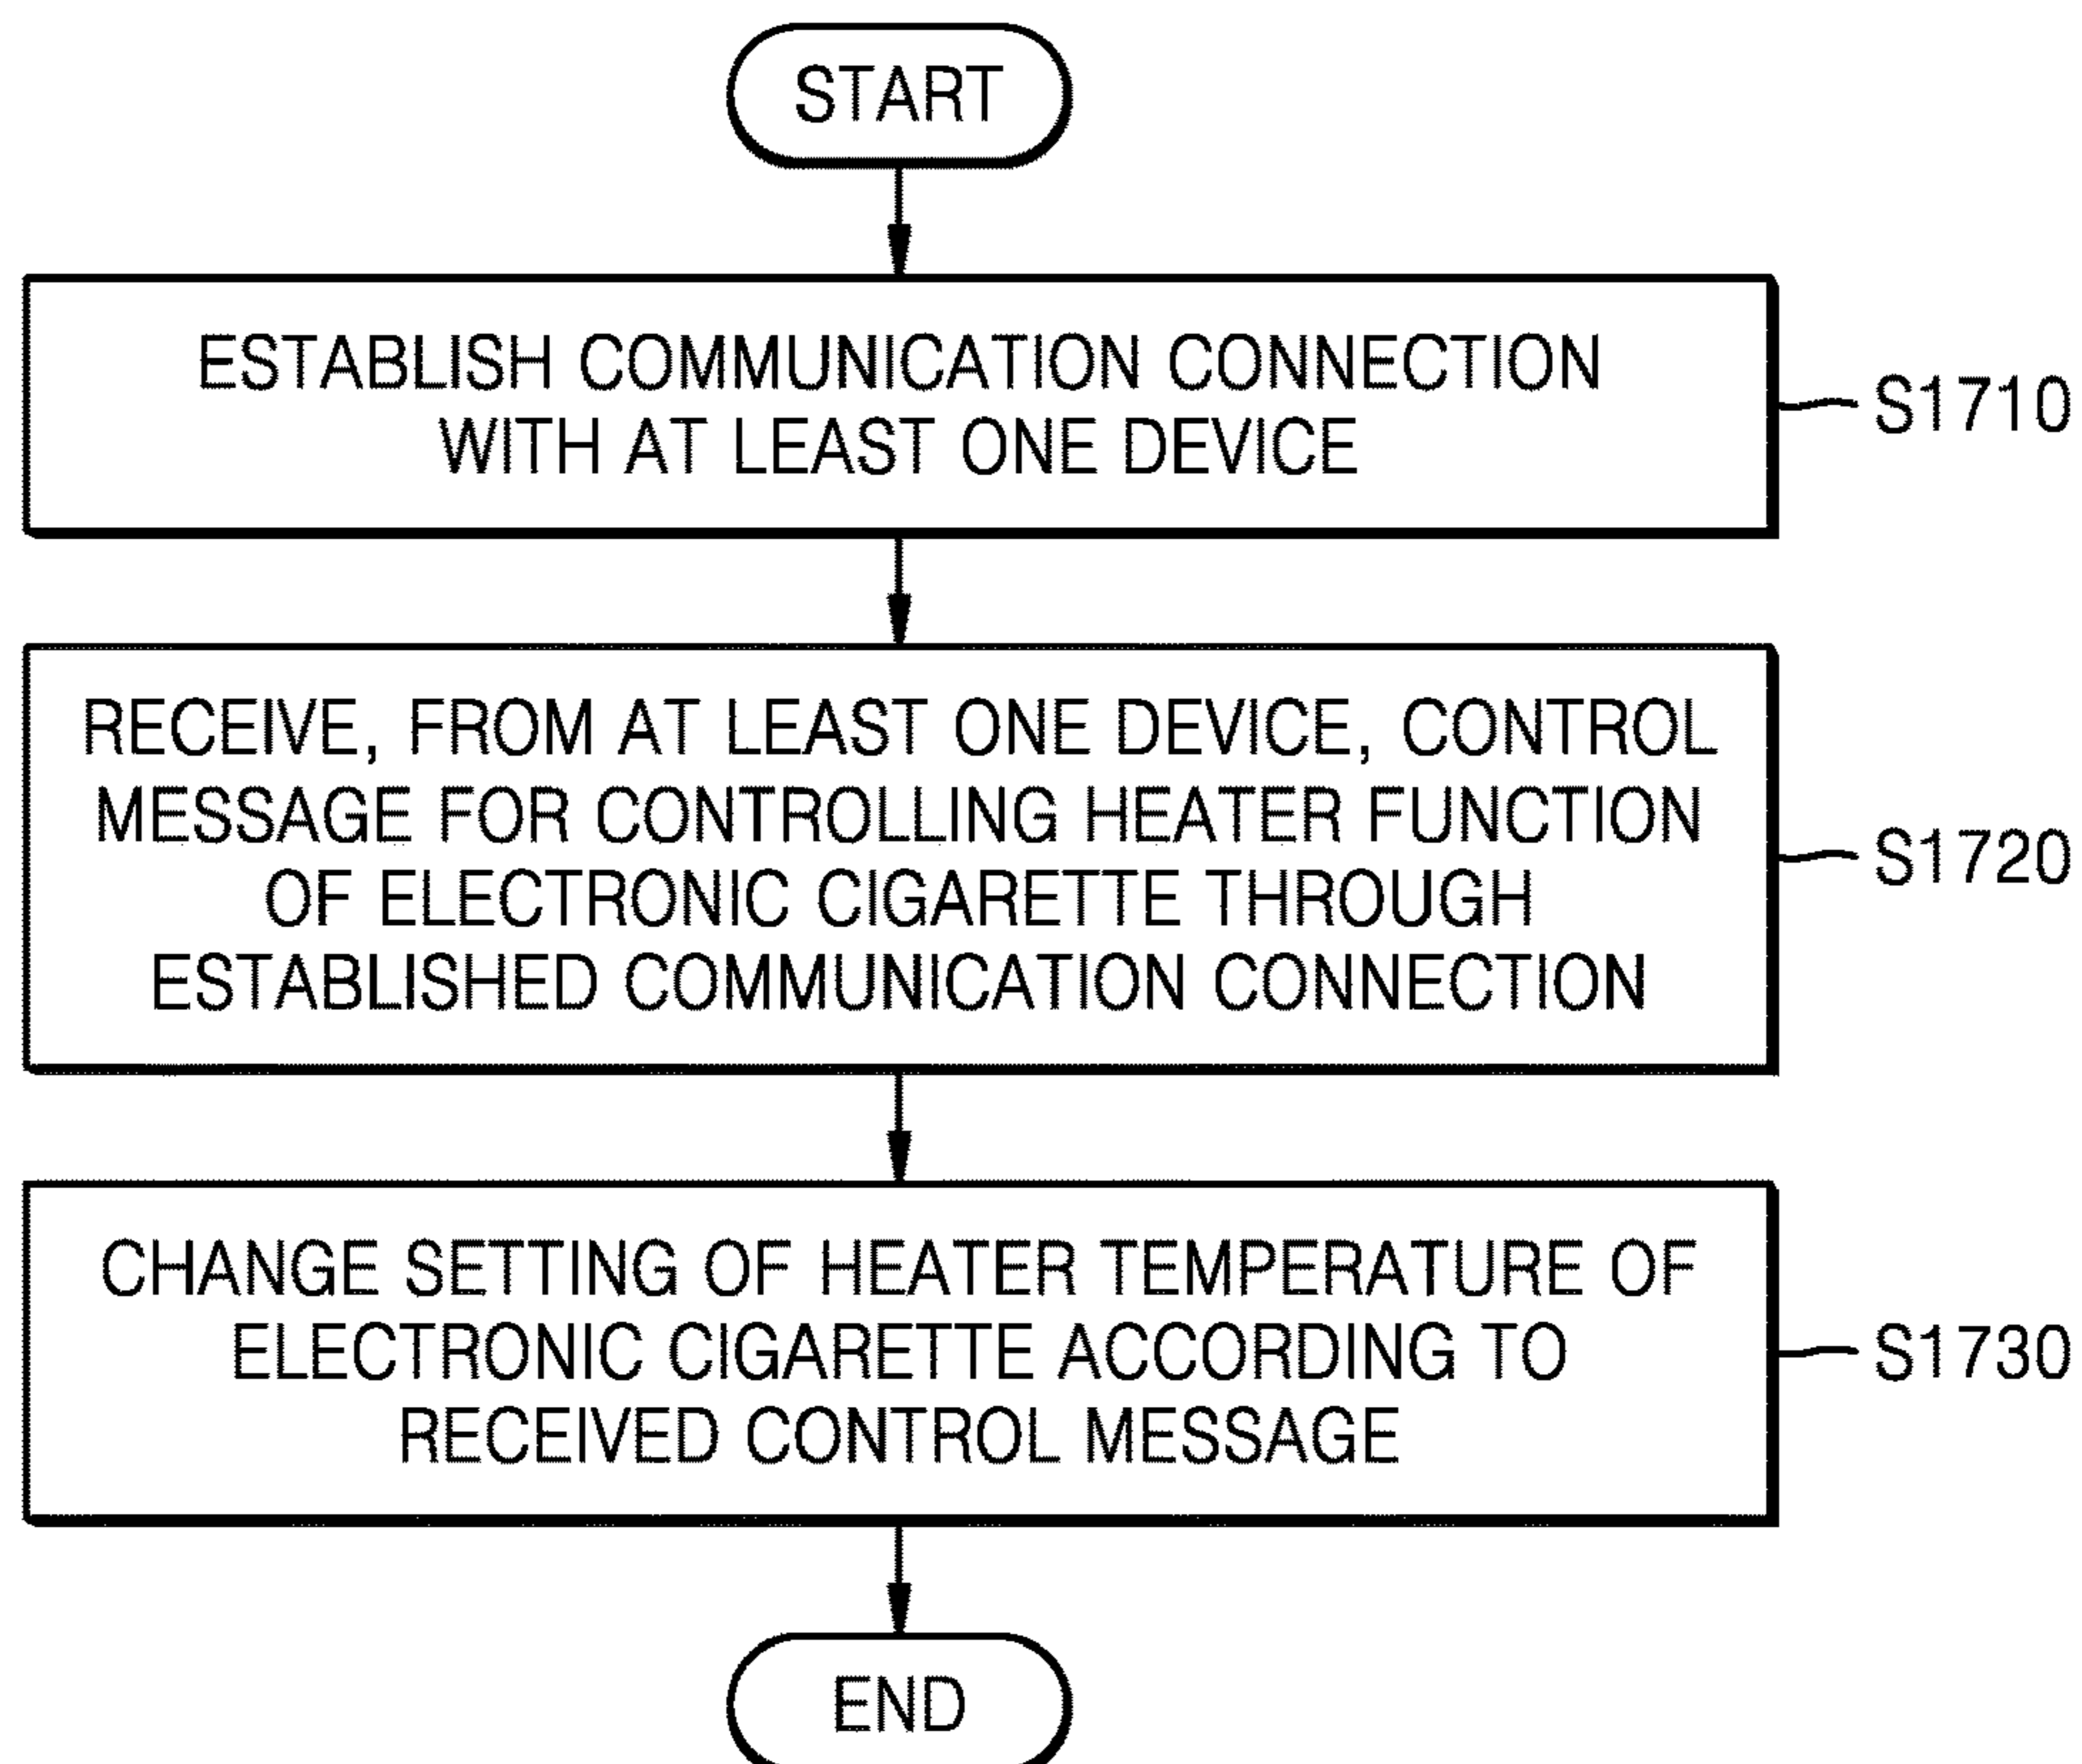 START
ESTABLISH COMMUNICATION CONNECTION
WITH AT LEAST ONE DEVICE
S1710
RECEIVE, FROM AT LEAST ONE DEVICE, CONTROL
MESSAGE FOR CONTROLLING HEATER FUNCTION
OF ELECTRONIC CIGARETTE THROUGH
ESTABLISHED COMMUNICATION CONNECTION
S1720
CHANGE SETTING OF HEATER TEMPERATURE OF
ELECTRONIC CIGARETTE ACCORDING TO
RECEIVED CONTROL MESSAGE
S1730
END